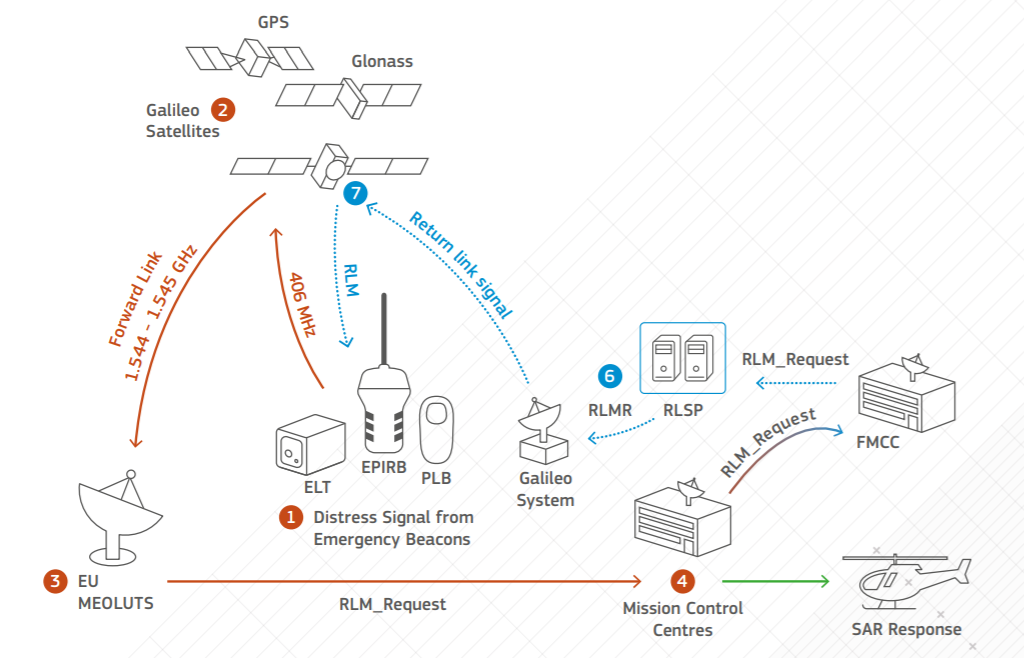 GPS
Glonass
Galileo 2
Satellites
7
Forward Link
1.544 - 1.545 GHz
406 MHz
RLM
Return link signal
ELT
EPIRB
PLB
1 Distress Signal from
Emergency Beacons
3 EU
MEOLUTS
RLM_Request
Galileo
System
6
RLMR
RLSP
RLM_Request
FMCC
RLM_Request
4
Mission Control
Centres
SAR Response